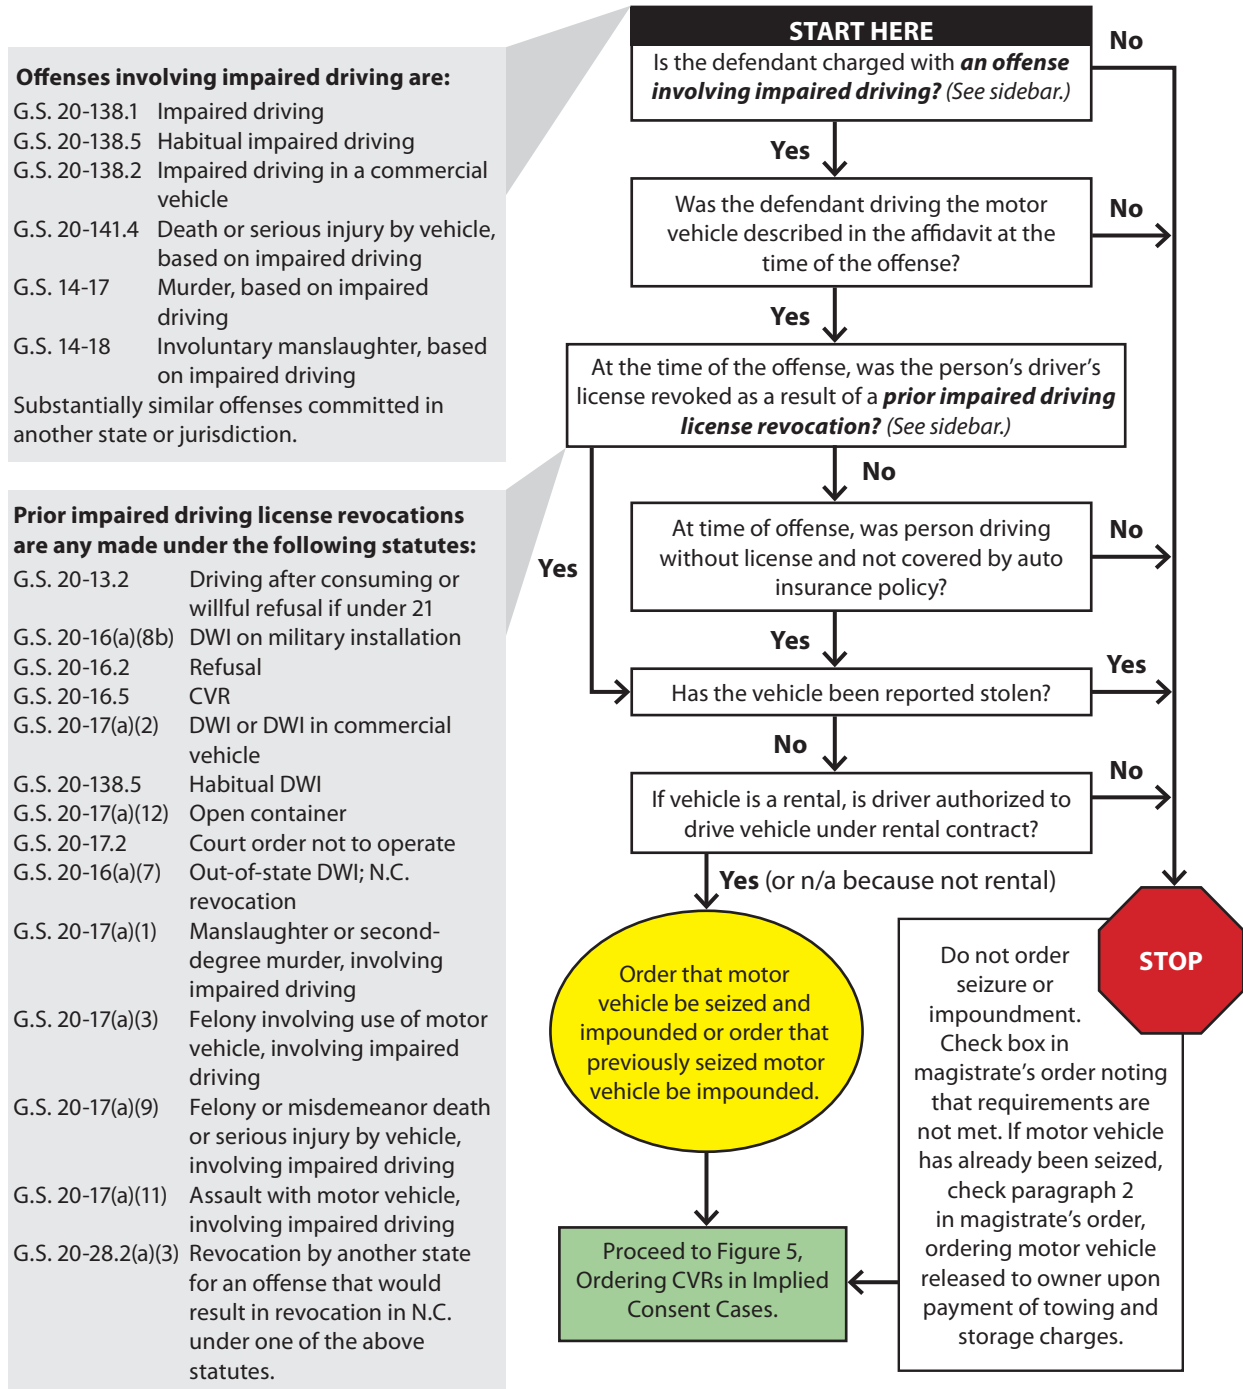 Offenses involving impaired driving are:
G.S. 20-138.1 Impaired driving
G.S. 20-138.5 Habitual impaired driving
G.S. 20-138.2 Impaired driving in a commercial
vehicle
G.S. 20-141.4 Death or serious injury by vehicle,
based on impaired driving
G.S. 14-17 Murder, based on impaired
driving
G.S. 14-18 Involuntary manslaughter, based
on impaired driving
Substantially similar offenses committed in
another state or jurisdiction.
Prior impaired driving license revocations
are any made under the following statutes:
G.S. 20-13.2 Driving after consuming or
willful refusal if under 21
G.S. 20-16(a)(8b) DWI on military installation
G.S. 20-16.2 Refusal
G.S. 20-16.5 CVR
G.S. 20-17(a)(2) DWI or DWI in commercial
vehicle
G.S. 20-138.5 Habitual DWI
G.S. 20-17(a)(12) Open container
G.S. 20-17.2 Court order not to operate
G.S. 20-16(a)(7) Out-of-state DWI; N.C.
revocation
G.S. 20-17(a)(1) Manslaughter or second-
degree murder, involving
impaired driving
G.S. 20-17(a)(3) Felony involving use of motor
vehicle, involving impaired
driving
G.S. 20-17(a)(9) Felony or misdemeanor death
or serious injury by vehicle,
involving impaired driving
G.S. 20-17(a)(11) Assault with motor vehicle,
involving impaired driving
G.S. 20-28.2(a)(3) Revocation by another state
for an offense that would
result in revocation in N.C.
under one of the above
statutes.
START HERE
Is the defendant charged with an offense
involving impaired driving? (See sidebar.)
No
Yes
Was the defendant driving the motor
vehicle described in the affidavit at the
time of the offense?
No
Yes
At the time of the offense, was the person's driver's
license revoked as a result of a prior impaired driving
license revocation? (See sidebar.)
No
Yes
At time of offense, was person driving
without license and not covered by auto
insurance policy?
No
Yes
Has the vehicle been reported stolen?
Yes
No
If vehicle is a rental, is driver authorized to
drive vehicle under rental contract?
No
Yes (or n/a because not rental)
Order that motor
vehicle be seized and
impounded or order that
previously seized motor
vehicle be impounded.
STOP
Do not order
seizure or
impoundment.
Check box in
magistrate's order noting
that requirements are
not met. If motor vehicle
has already been seized,
check paragraph 2
in magistrate's order,
ordering motor vehicle
released to owner upon
payment of towing and
storage charges.
Proceed to Figure 5,
Ordering CVRs in Implied
Consent Cases.